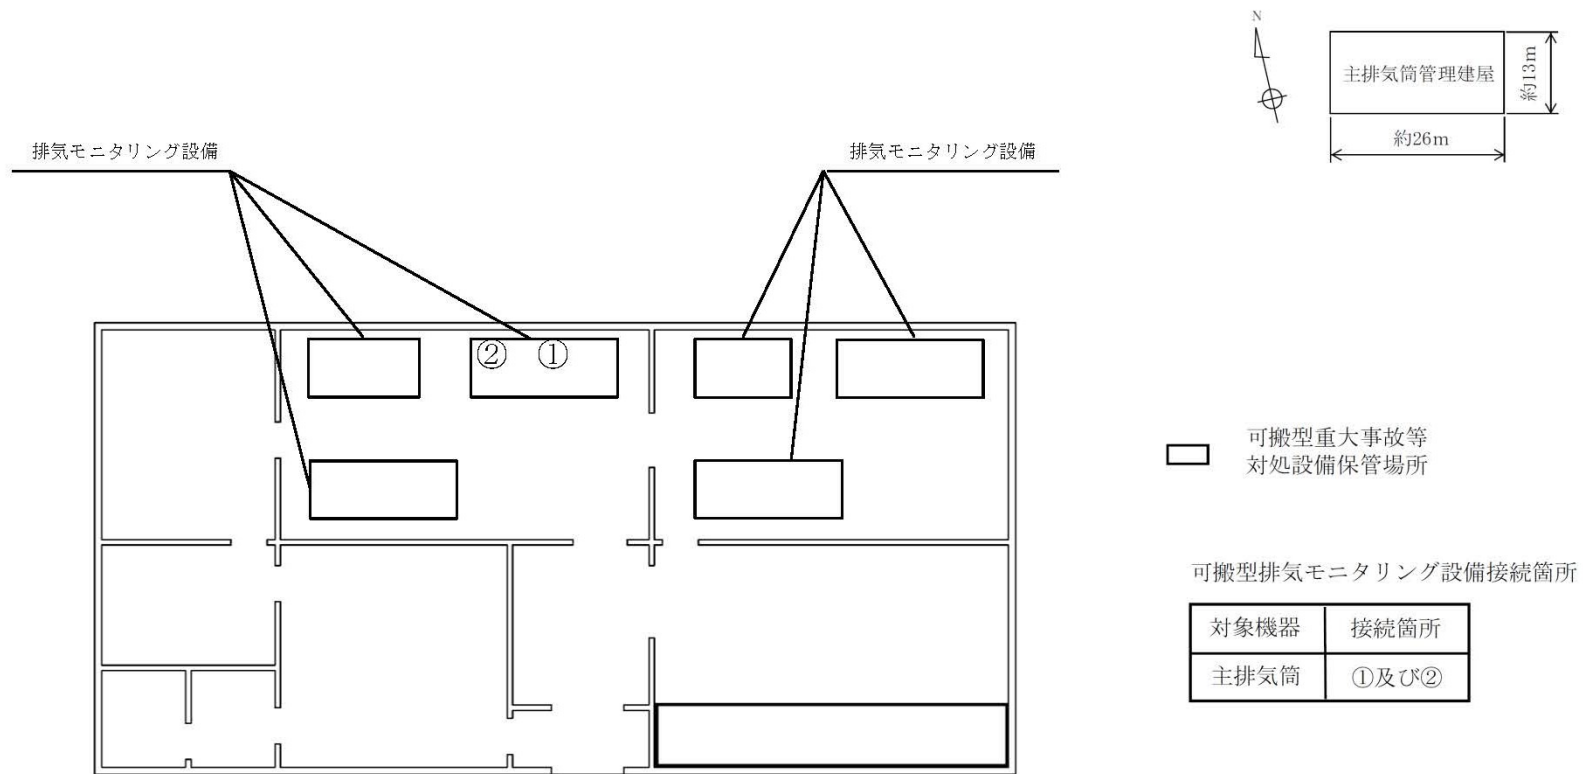 N
主排気筒管理建屋
約13m
約26m
排気モニタリング設備
排気モニタリング設備
②
①
可搬型重大事故等
対処設備保管場所
可搬型排気モニタリング設備接続箇所
対象機器 接続箇所
主排気筒 ①及び②